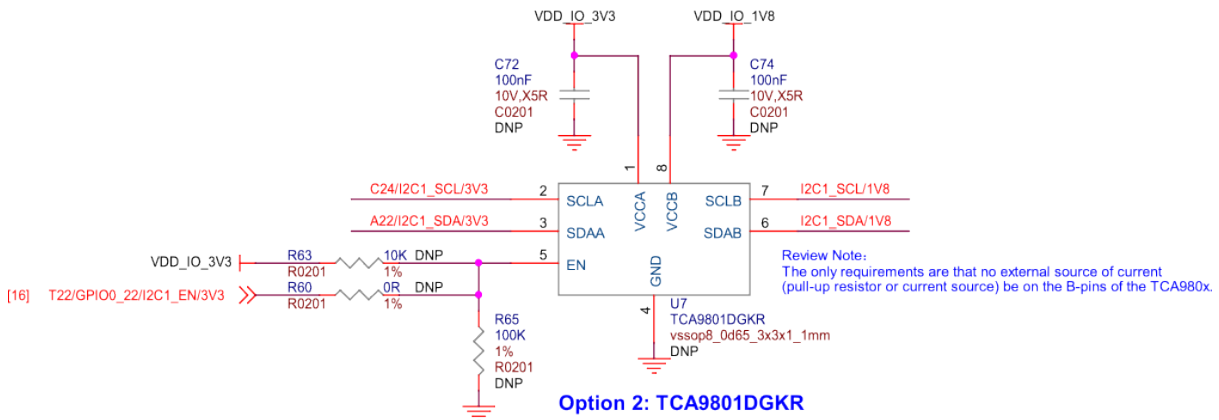 VDD_IO_3V3
VDD_IO_1V8
C72
100nF
10V,X5R
C0201
DNP
C74
100nF
10V,X5R
C0201
DNP
1
8
C24/I2C1_SCL/3V3
2
SCLA
VCCA
VCCB
SCLB
7
I2C1_SCL/1V8
A22/I2C1_SDA/3V3
3
SDAA
SDAB
6
I2C1_SDA/1V8
VDD_IO_3V3
R63
10K
DNP
R0201
1%
5
EN
GND
[16]
T22/GPIO0_22/I2C1_EN/3V3
R60
0R
DNP
R0201
1%
4
R65
100K
1%
R0201
DNP
U7
TCA9801DGKR
vssop8_0d65_3x3x1_1mm
DNP
Review Note:
The only requirements are that no external source of current
(pull-up resistor or current source) be on the B-pins of the TCA980x.
Option 2: TCA9801DGKR